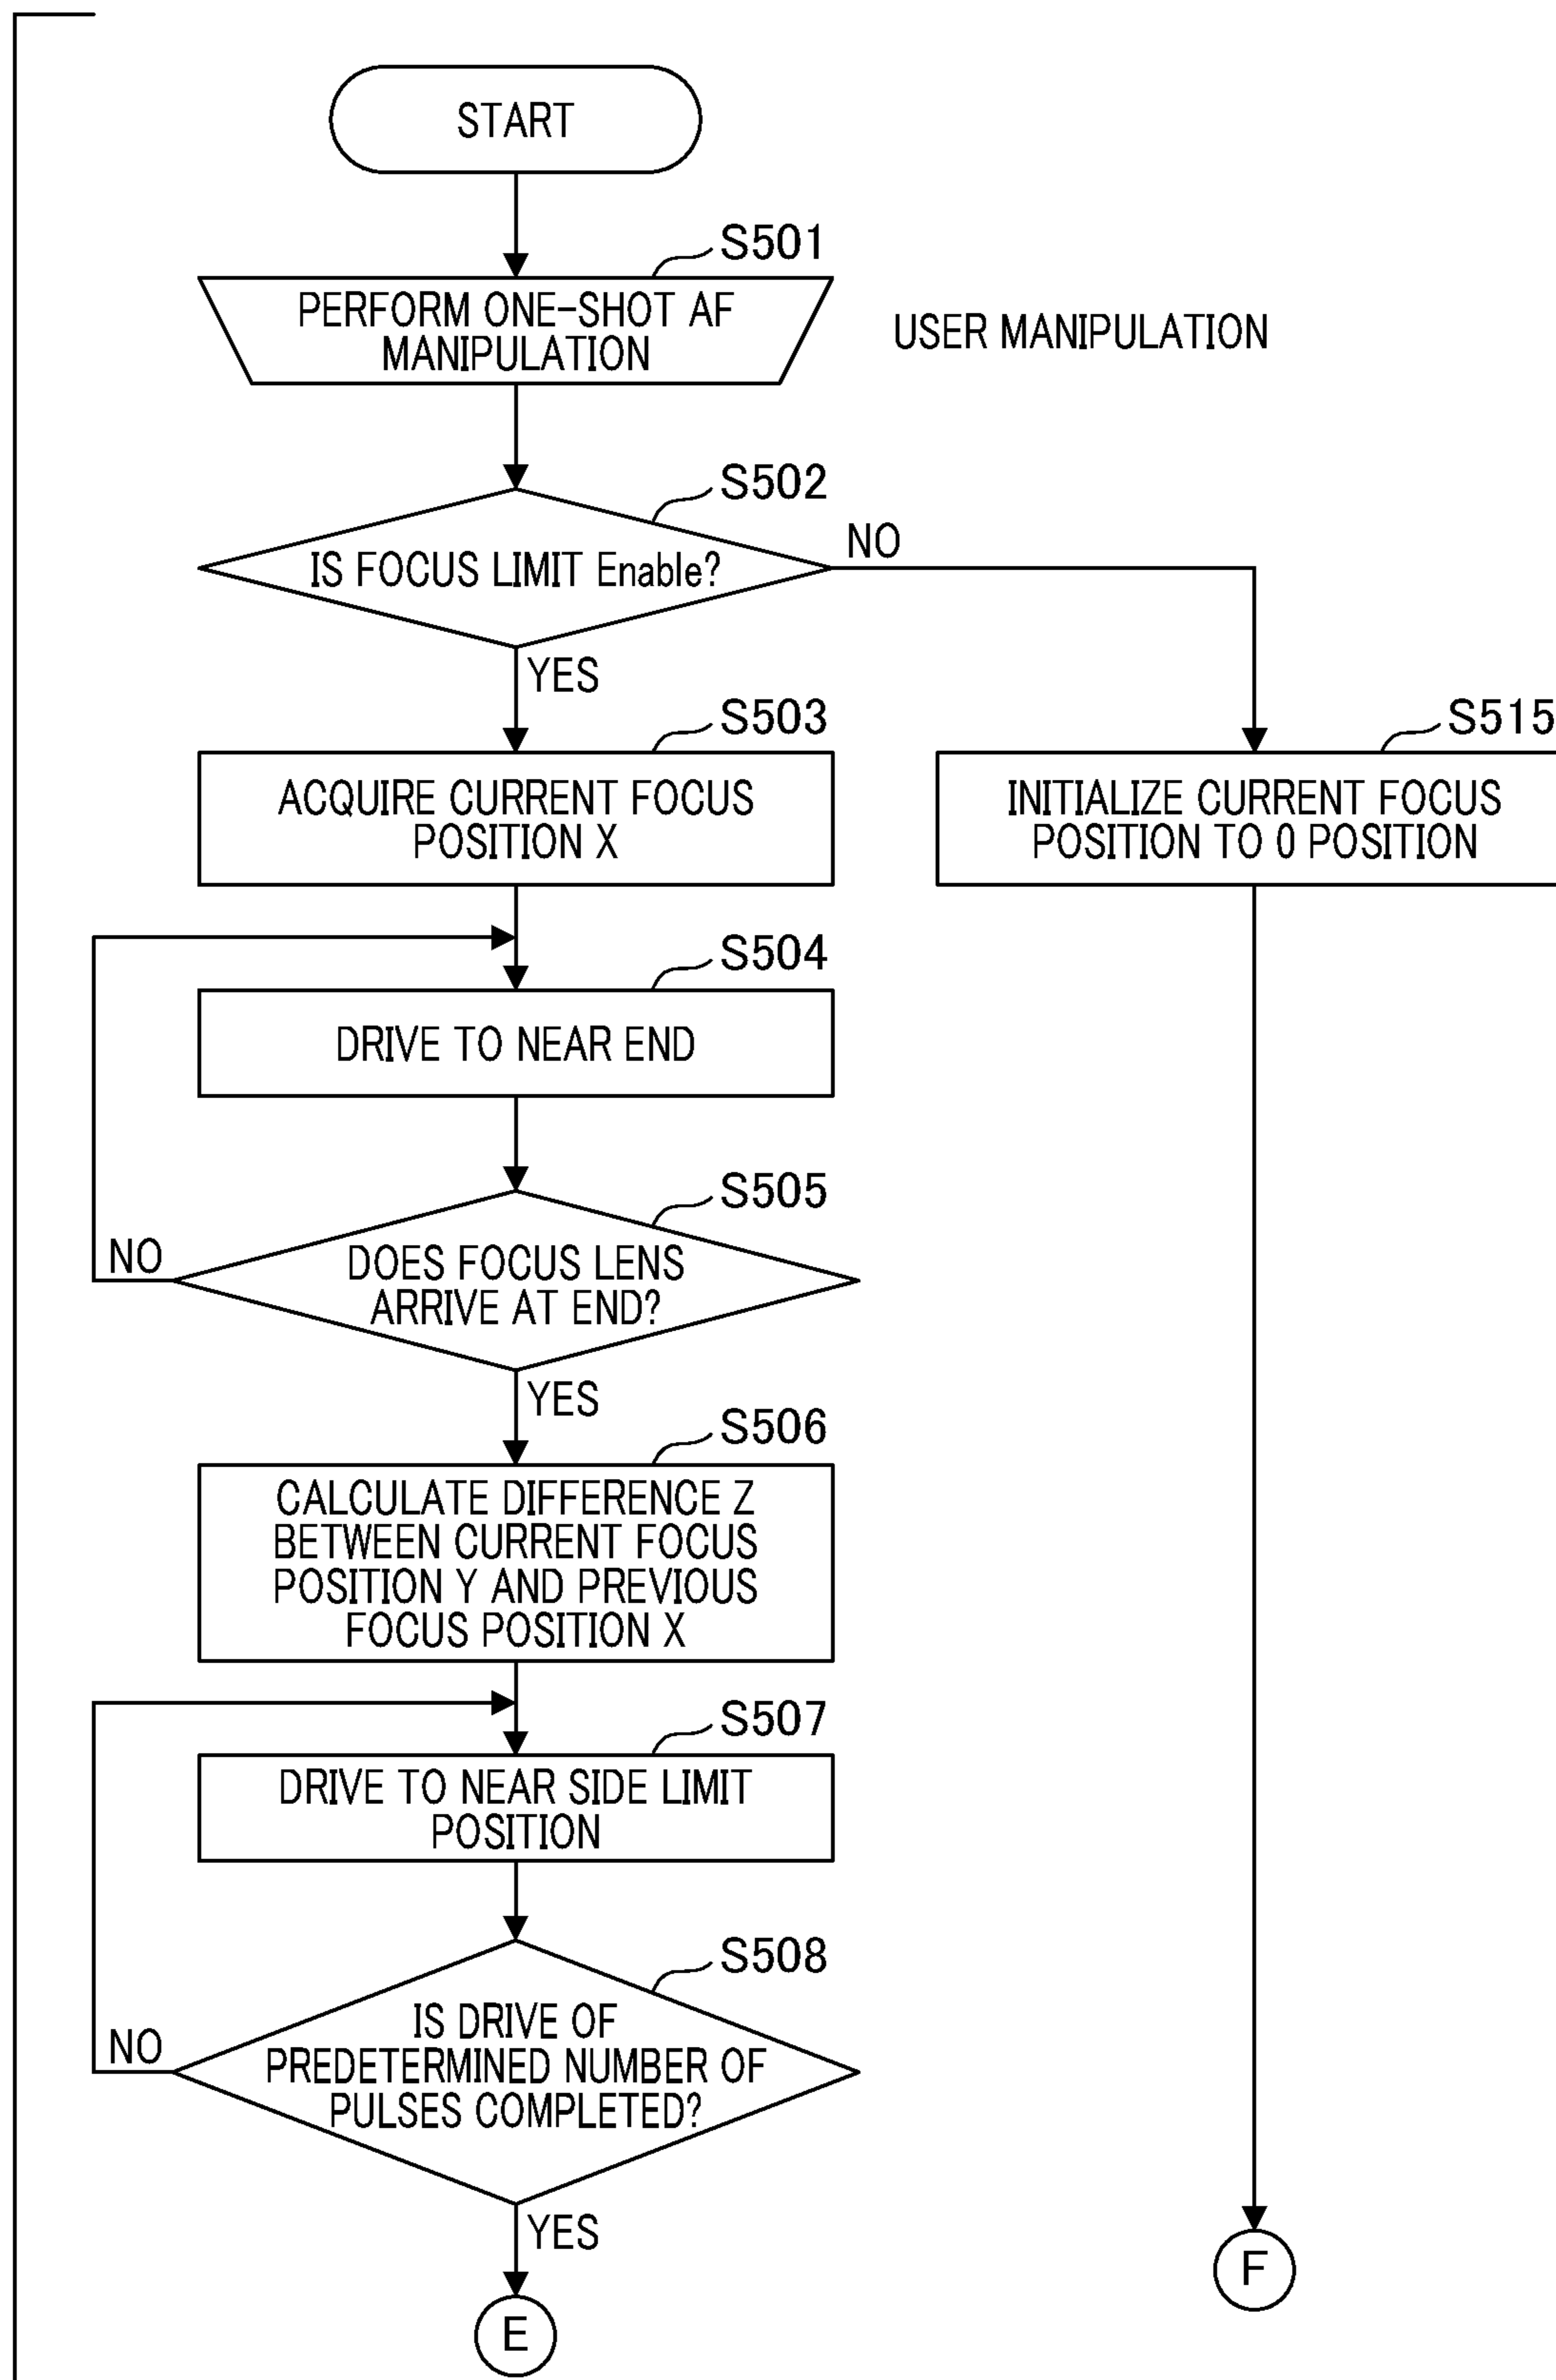 START
S501
PERFORM ONE-SHOT AF
MANIPULATION
USER MANIPULATION
S502
IS FOCUS LIMIT Enable?
NO
YES
S503
ACQUIRE CURRENT FOCUS
POSITION X
S515
INITIALIZE CURRENT FOCUS
POSITION TO 0 POSITION
S504
DRIVE TO NEAR END
S505
DOES FOCUS LENS
ARRIVE AT END?
NO
YES
S506
CALCULATE DIFFERENCE Z
BETWEEN CURRENT FOCUS
POSITION Y AND PREVIOUS
FOCUS POSITION X
S507
DRIVE TO NEAR SIDE LIMIT
POSITION
S508
IS DRIVE OF
PREDETERMINED NUMBER OF
PULSES COMPLETED?
NO
YES
E
F